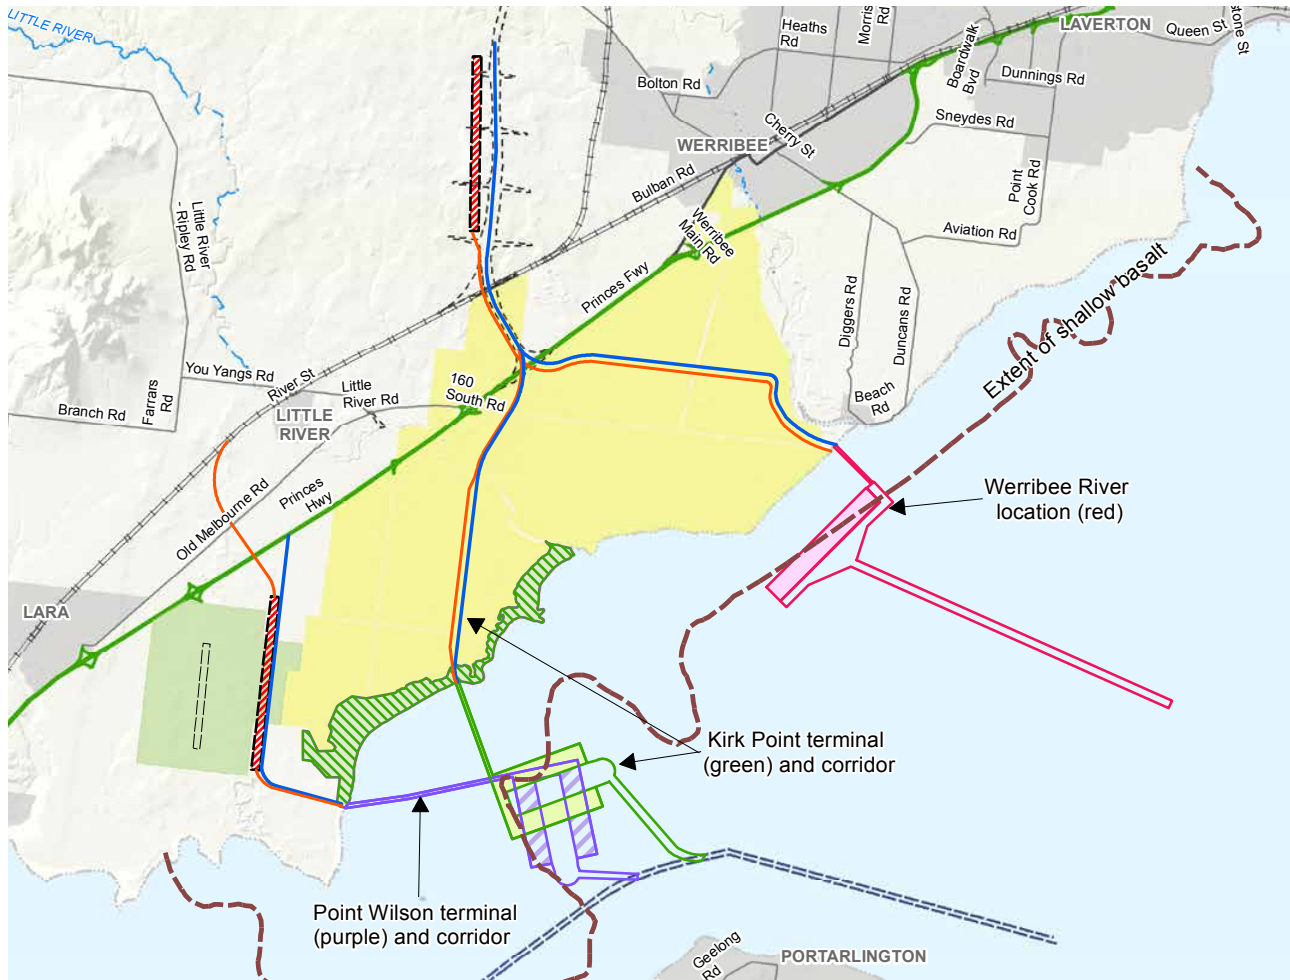 LITTLE RIVER
Heaths
Rd
Morris
Rd
LAVERTON
Queen St
stone St
Boardwalk
Bvd
Dunnings Rd
Bolton Rd
Sneydes Rd
Cherry St
WERRIBEE
Bulban Rd
Point
Cook Rd
Little River
- Ripley Rd
Werribee
Main Rd
Aviation Rd
Princes Fwy
Extent of shallow basalt
Diggers Rd
Duncans Rd
You Yangs Rd
River St
Little
River Rd
160
South Rd
Farrars
Rd
Branch Rd
LITTLE
RIVER
Beach
Rd
Princes
Hwy
Old Melbourne Rd
Werribee River
location (red)
LARA
Kirk Point terminal
(green) and corridor
Point Wilson terminal
(purple) and corridor
Geelong
Rd
PORTARLINGTON